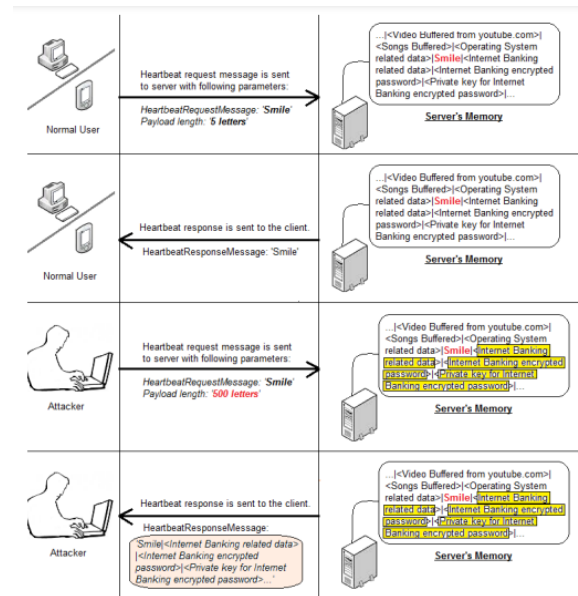 Heartbeat request message is sent
to server with following parameters:
HeartbeatRequestMessage: 'Smile'
Payload length: '5 letters'
Normal User
...|<Video Buffered from youtube.com>|
<Songs Buffered>|<Operating System
related data>|Smile|<Internet Banking
related data>|<Internet Banking encrypted
password>|<Private key for Internet
Banking encrypted password>|...
Server's Memory
Heartbeat response is sent to the client.
HeartbeatResponseMessage: 'Smile'
Normal User
...|<Video Buffered from youtube.com>|
<Songs Buffered>|<Operating System
related data>|Smile|<Internet Banking
related data>|<Internet Banking encrypted
password>|<Private key for Internet
Banking encrypted password>|...
Server's Memory
Heartbeat request message is sent
to server with following parameters:
HeartbeatRequestMessage: 'Smile'
Payload length: '500 letters'
Attacker
...|<Video Buffered from youtube.com>|
<Songs Buffered>|<Operating System
related data>|Smile|<Internet Banking
related data>|<Internet Banking encrypted
password>|<Private key for Internet
Banking encrypted password>|...
Server's Memory
Heartbeat response is sent to the client.
HeartbeatResponseMessage:
'Smile|<Internet Banking related data>
|<Internet Banking encrypted
password>|<Private key for Internet
Banking encrypted password>...'
Attacker
...|<Video Buffered from youtube.com>|
<Songs Buffered>|<Operating System
related data>|Smile|<Internet Banking
related data>|<Internet Banking encrypted
password>|<Private key for Internet
Banking encrypted password>|...
Server's Memory